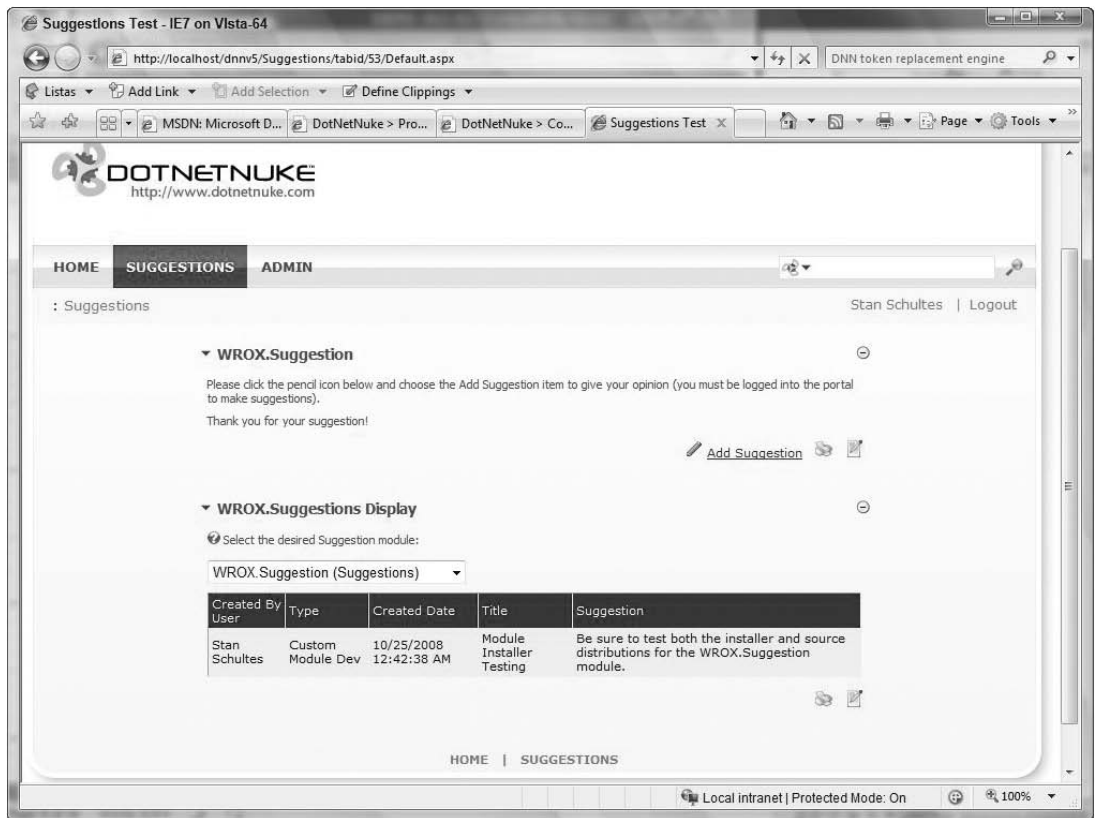 Suggestions Test - IE7 on VIsta-64
http://localhost/dnnv5/Suggestions/tabid/53/Default.aspx
DNN token replacement engine
Listas
Add Link
Add Selection
Define Clippings
MSDN: Microsoft D...
DotNetNuke > Pro...
DotNetNuke > Co...
Suggestions Test
Page
Tools
DOTNETNUKE
http://www.dotnetnuke.com
HOME SUGGESTIONS ADMIN
: Suggestions
Stan Schultes | Logout
WROX.Suggestion
Please click the pencil icon below and choose the Add Suggestion item to give your opinion (you must be logged into the portal
to make suggestions).
Thank you for your suggestion!
Add Suggestion
WROX.Suggestions Display
Select the desired Suggestion module:
WROX.Suggestion (Suggestions)
Created By User Type Created Date Title Suggestion
Stan Schultes Custom Module Dev 10/25/2008 12:42:38 AM Module Installer Testing Be sure to test both the installer and source distributions for the WROX.Suggestion module.
HOME | SUGGESTIONS
Local intranet | Protected Mode: On
100%